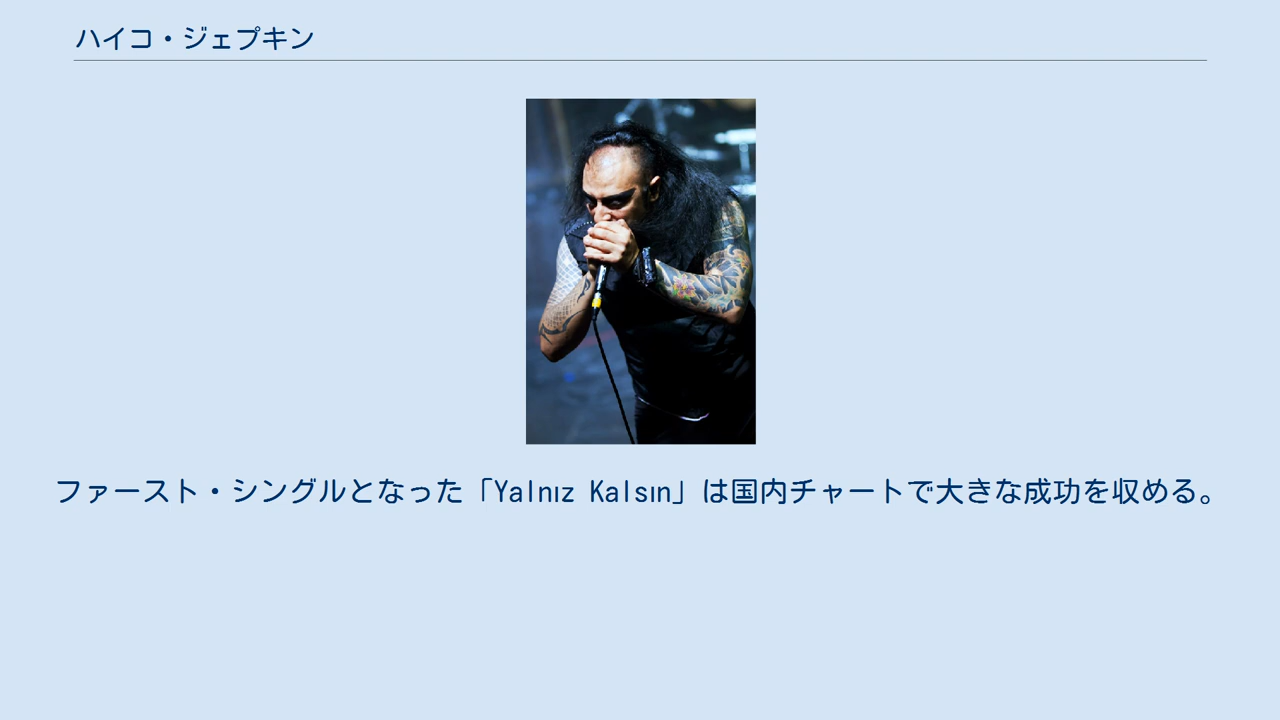 ハイコ・ジェプキン
ファースト・シングルとなった「Yalnız Kalsın」は国内チャートで大きな成功を収める。